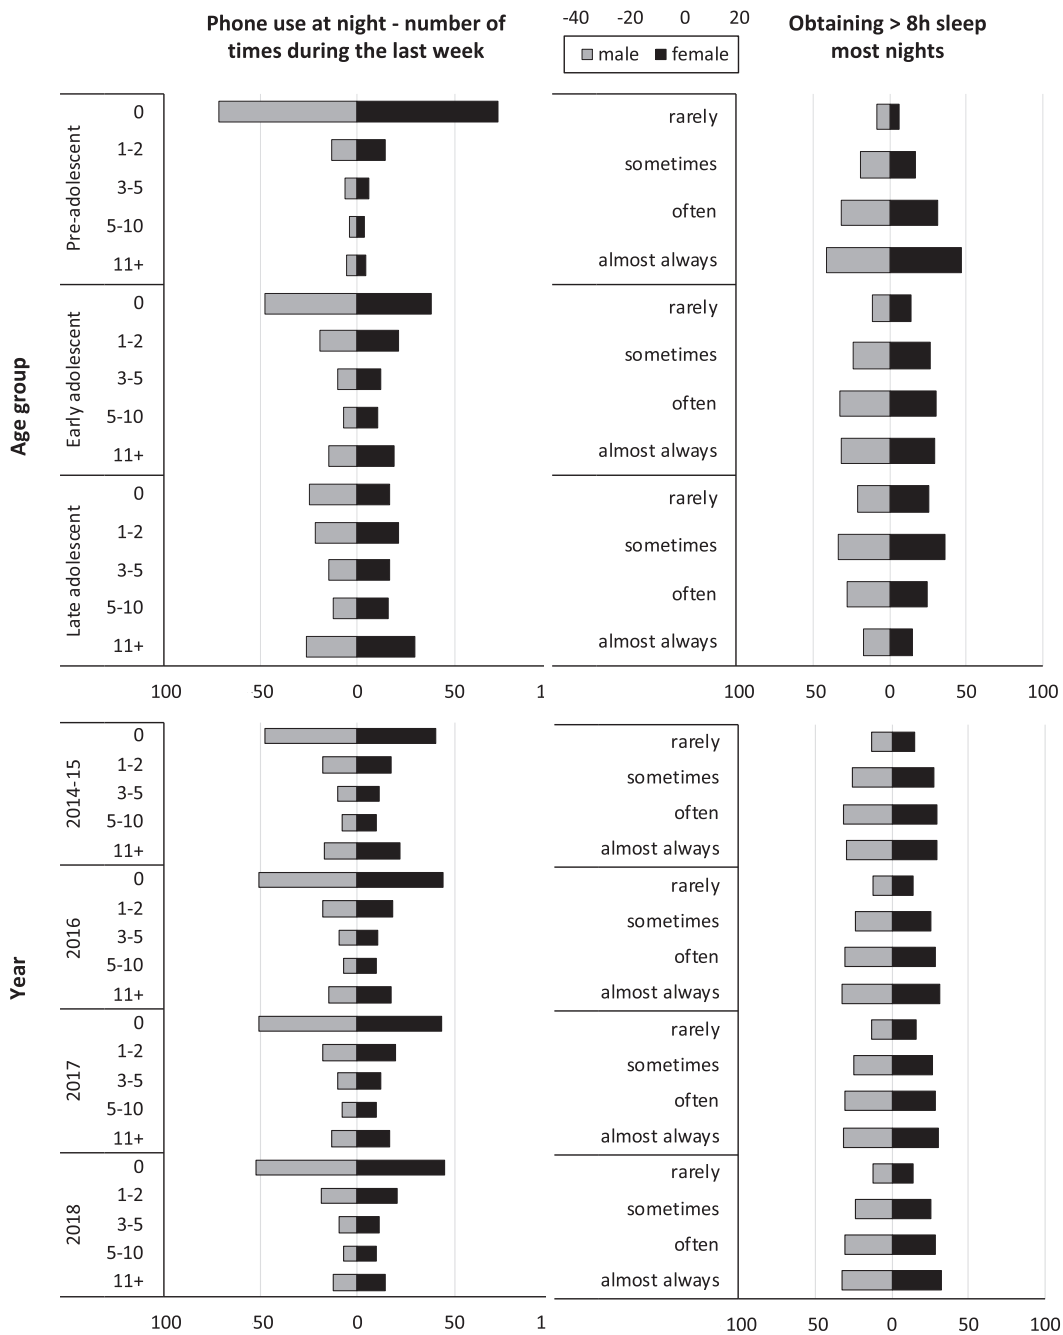 Phone use at night - number of
times during the last week
-40 -20 0 20
male female
Obtaining > 8h sleep
most nights
Age group
Pre-adolescent
0
1-2
3-5
5-10
11+
Early adolescent
0
1-2
3-5
5-10
11+
Late adolescent
0
1-2
3-5
5-10
11+
100 50 0 50 1
rarely
sometimes
often
almost always
rarely
sometimes
often
almost always
rarely
sometimes
often
almost always
100 50 0 50 100
Year
2014-15
0
1-2
3-5
5-10
11+
2016
0
1-2
3-5
5-10
11+
2017
0
1-2
3-5
5-10
11+
2018
0
1-2
3-5
5-10
11+
100 50 0 50 1
rarely
sometimes
often
almost always
rarely
sometimes
often
almost always
rarely
sometimes
often
almost always
rarely
sometimes
often
almost always
100 50 0 50 100